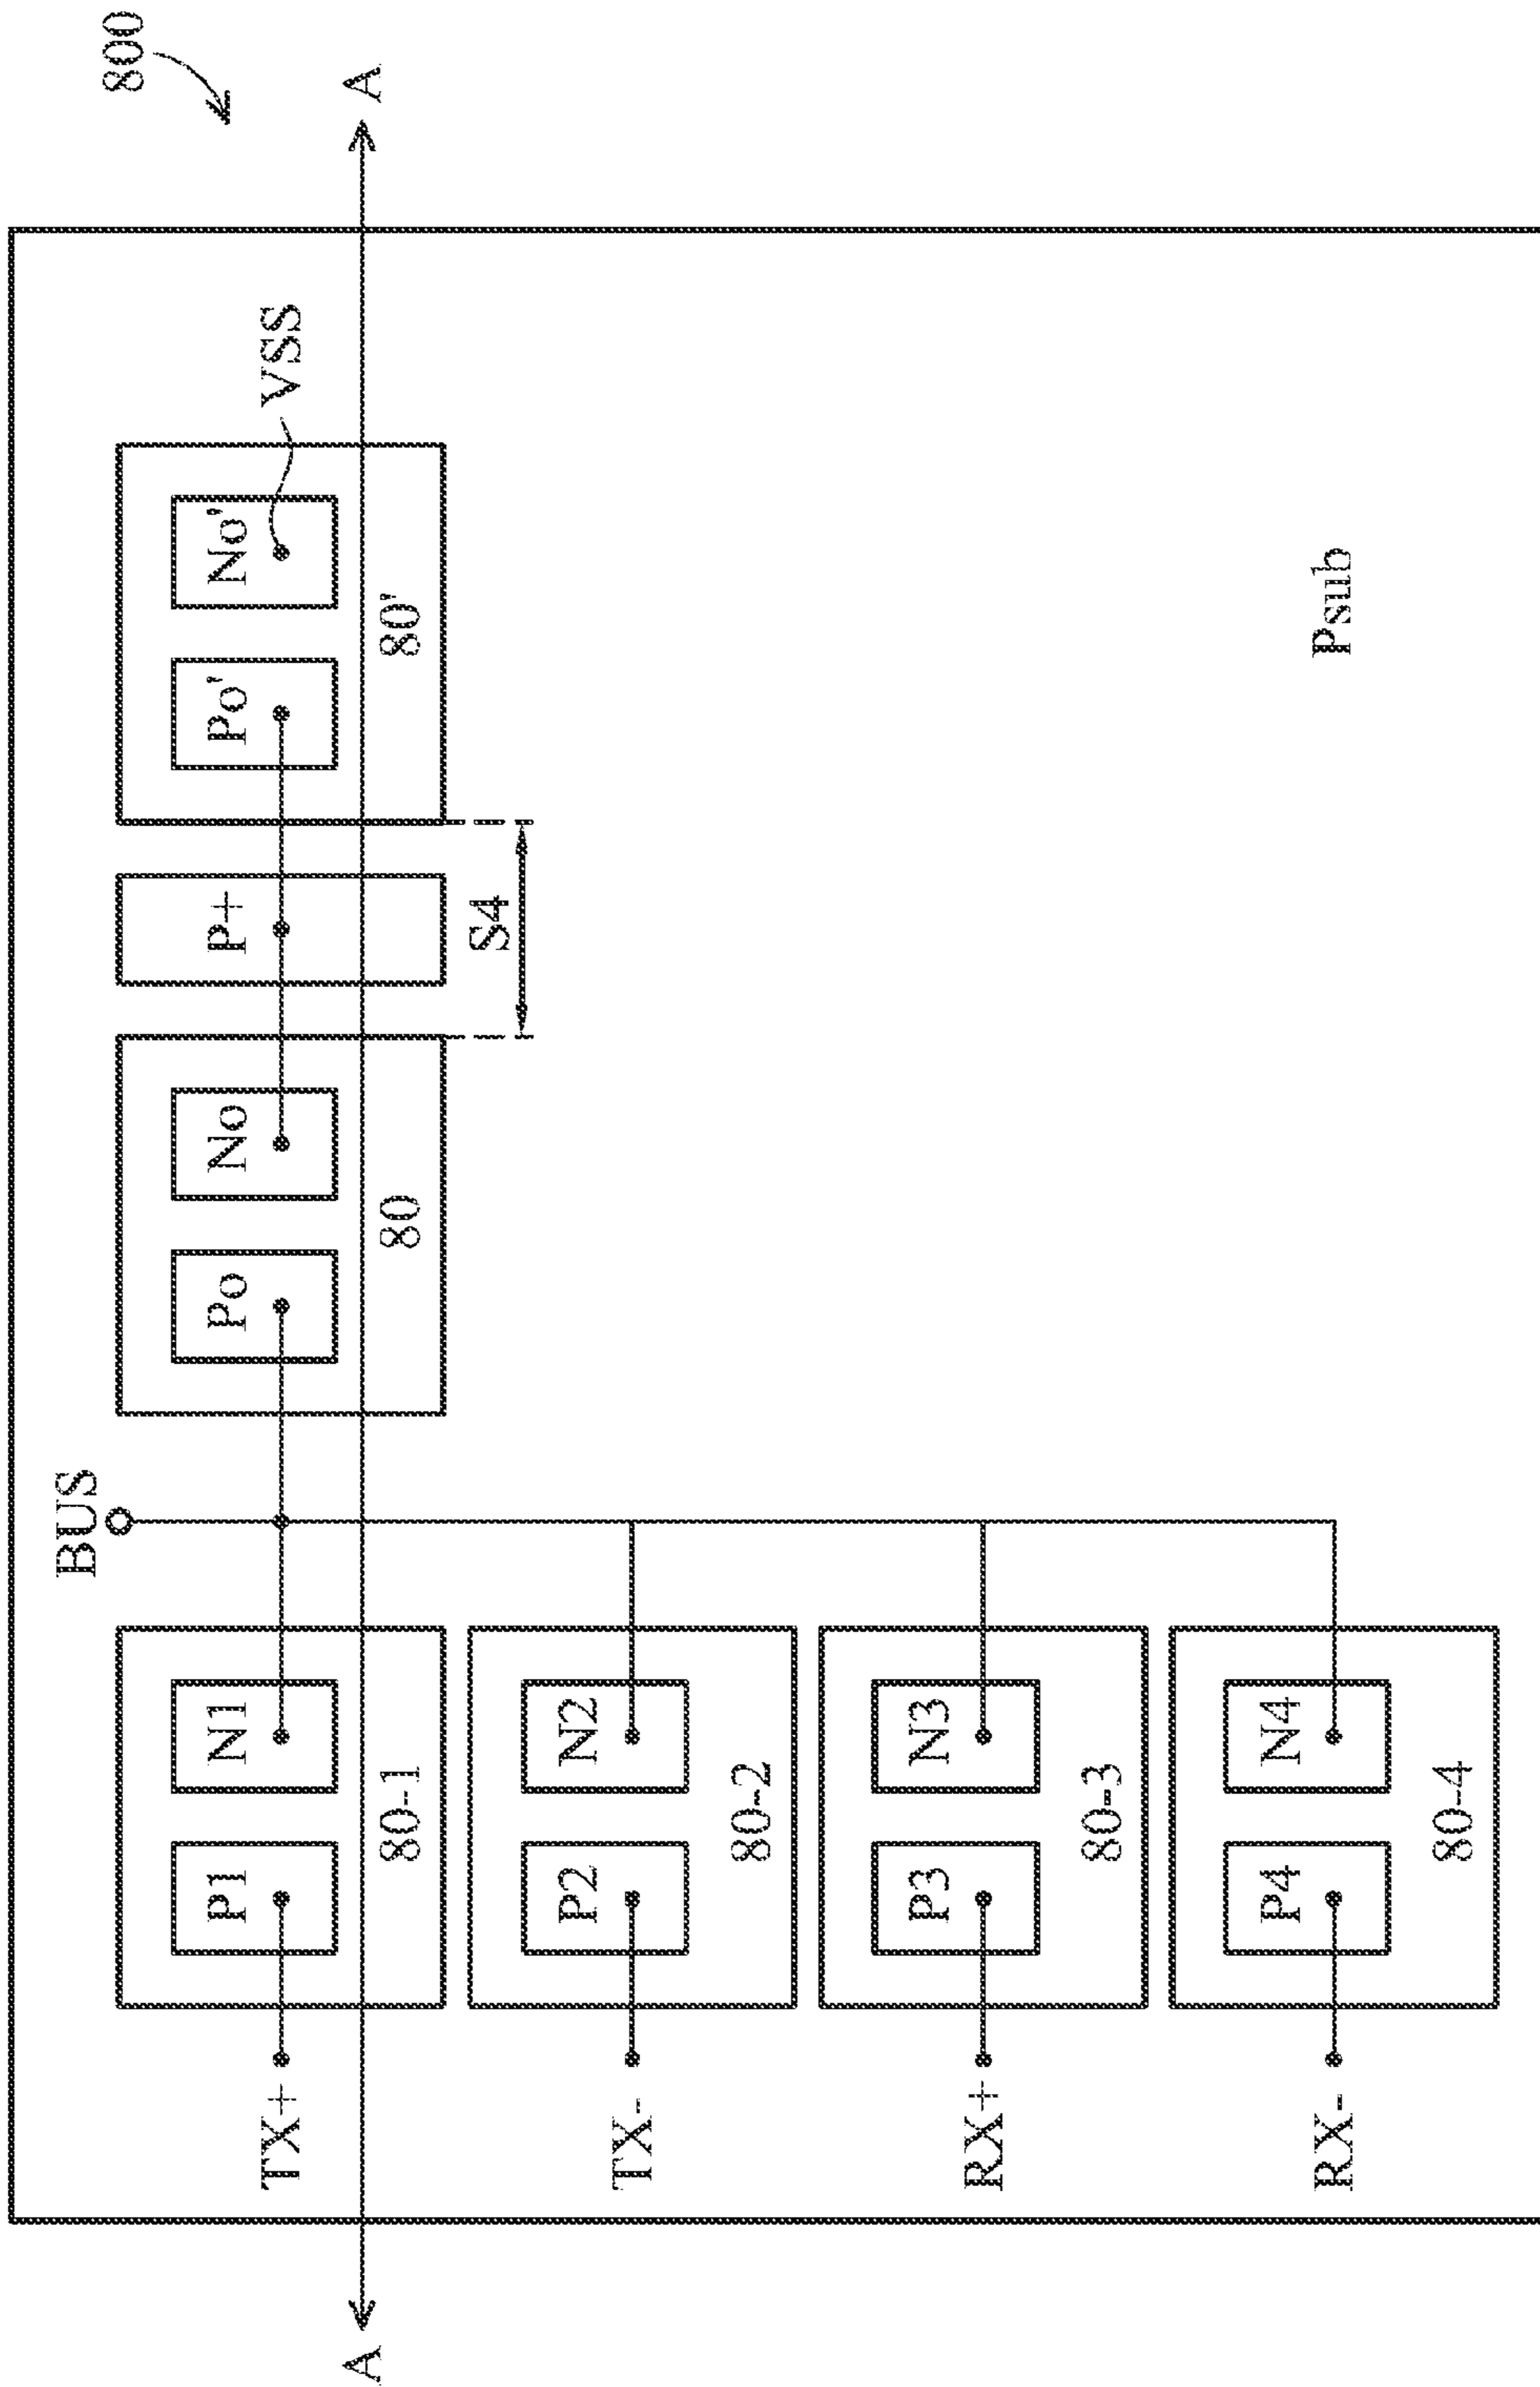 800
BUS
A
A
TX+
P1
N1
80-1
Po
No
80
P+
S4
Po'
No'
80'
VSS
TX-
P2
N2
80-2
RX+
P3
N3
80-3
RX-
P4
N4
80-4
Psub